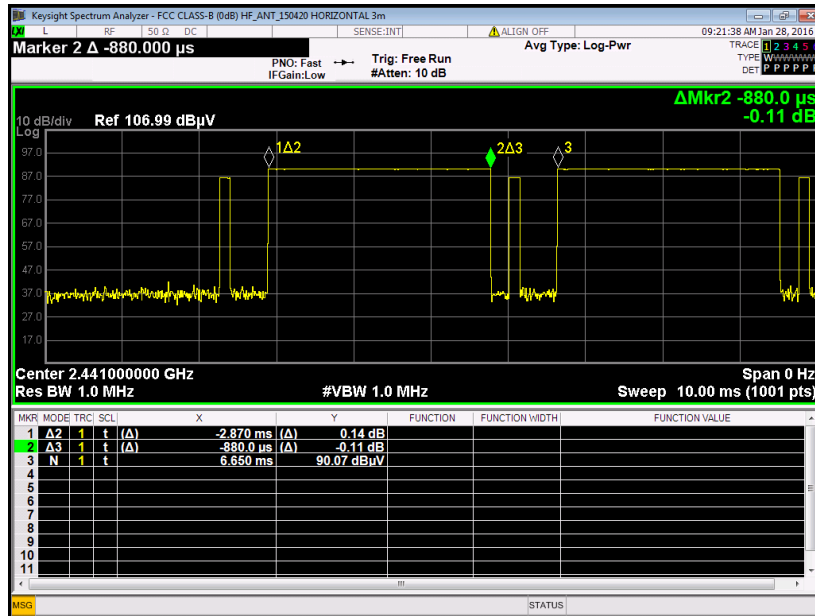 Keysight Spectrum Analyzer - FCC CLASS-B (0dB) HF_ANT_150420 HORIZONTAL 3m
L RF 50 Ω DC SENSE:INT ALIGN OFF 09:21:38 AM Jan 28, 2016
Marker 2 Δ -880.000 µs
PNO: Fast
IFGain:Low
Trig: Free Run
#Atten: 10 dB
Avg Type: Log-Pwr
TRACE 1 2 3 4 5
TYPE W
DET P P P P P
ΔMkr2 -880.0 µs
-0.11 dB
10 dB/div Ref 106.99 dBµV
Log
97.0
87.0
77.0
67.0
57.0
47.0
37.0
27.0
17.0
1Δ2
2Δ3
3
Center 2.441000000 GHz Span 0 Hz
Res BW 1.0 MHz #VBW 1.0 MHz Sweep 10.00 ms (1001 pts)
MKR MODE TRC SCL X Y FUNCTION FUNCTION WIDTH FUNCTION VALUE
1 Δ2 1 t (Δ) -2.870 ms (Δ) 0.14 dB
2 Δ3 1 t (Δ) -880.0 µs (Δ) -0.11 dB
3 N 1 t 6.650 ms 90.07 dBµV
4
5
6
7
8
9
10
11
MSG STATUS